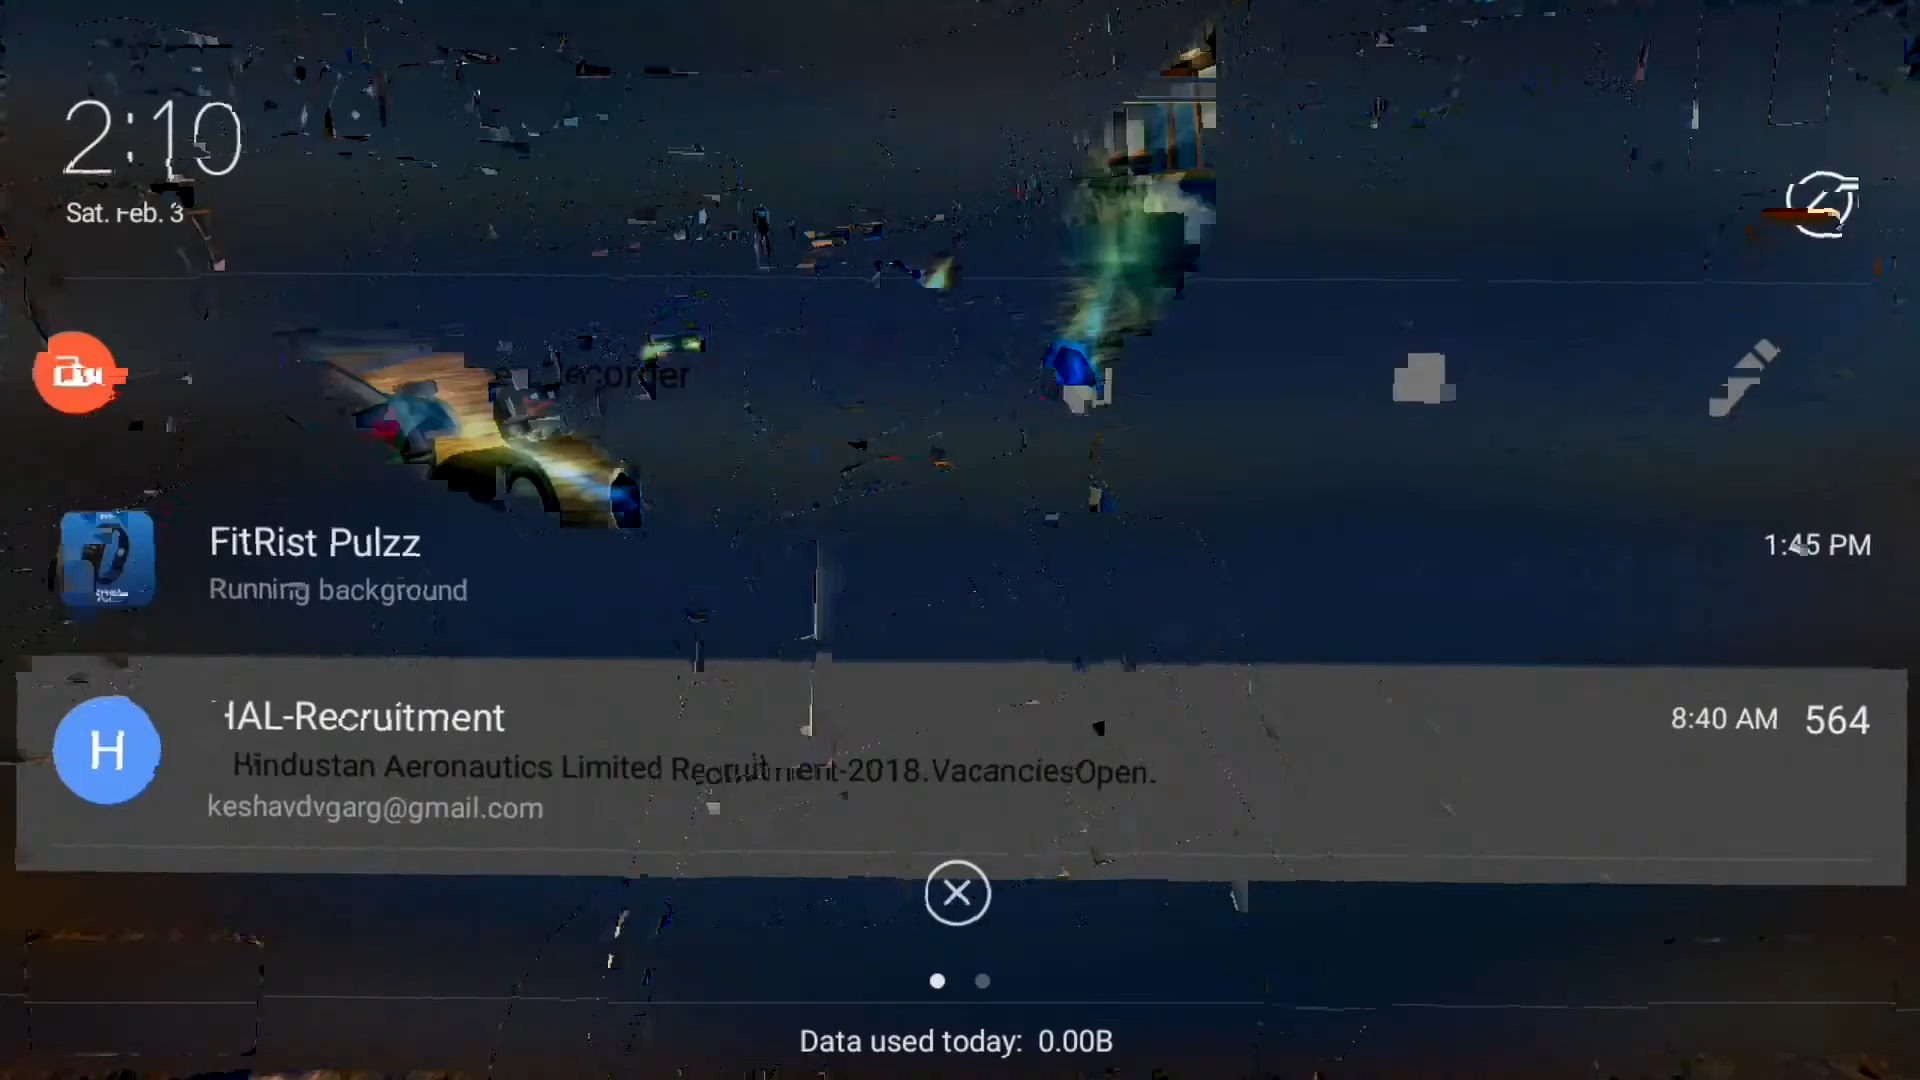 2:10
Sat. Feb. 3
Recorder
FitRist Pulzz
1:45 PM
Running background
H
HAL-Recruitment
8:40 AM 564
Hindustan Aeronautics Limited Recruitment-2018.VacanciesOpen.
keshavdvgarg@gmail.com
Data used today: 0.00B